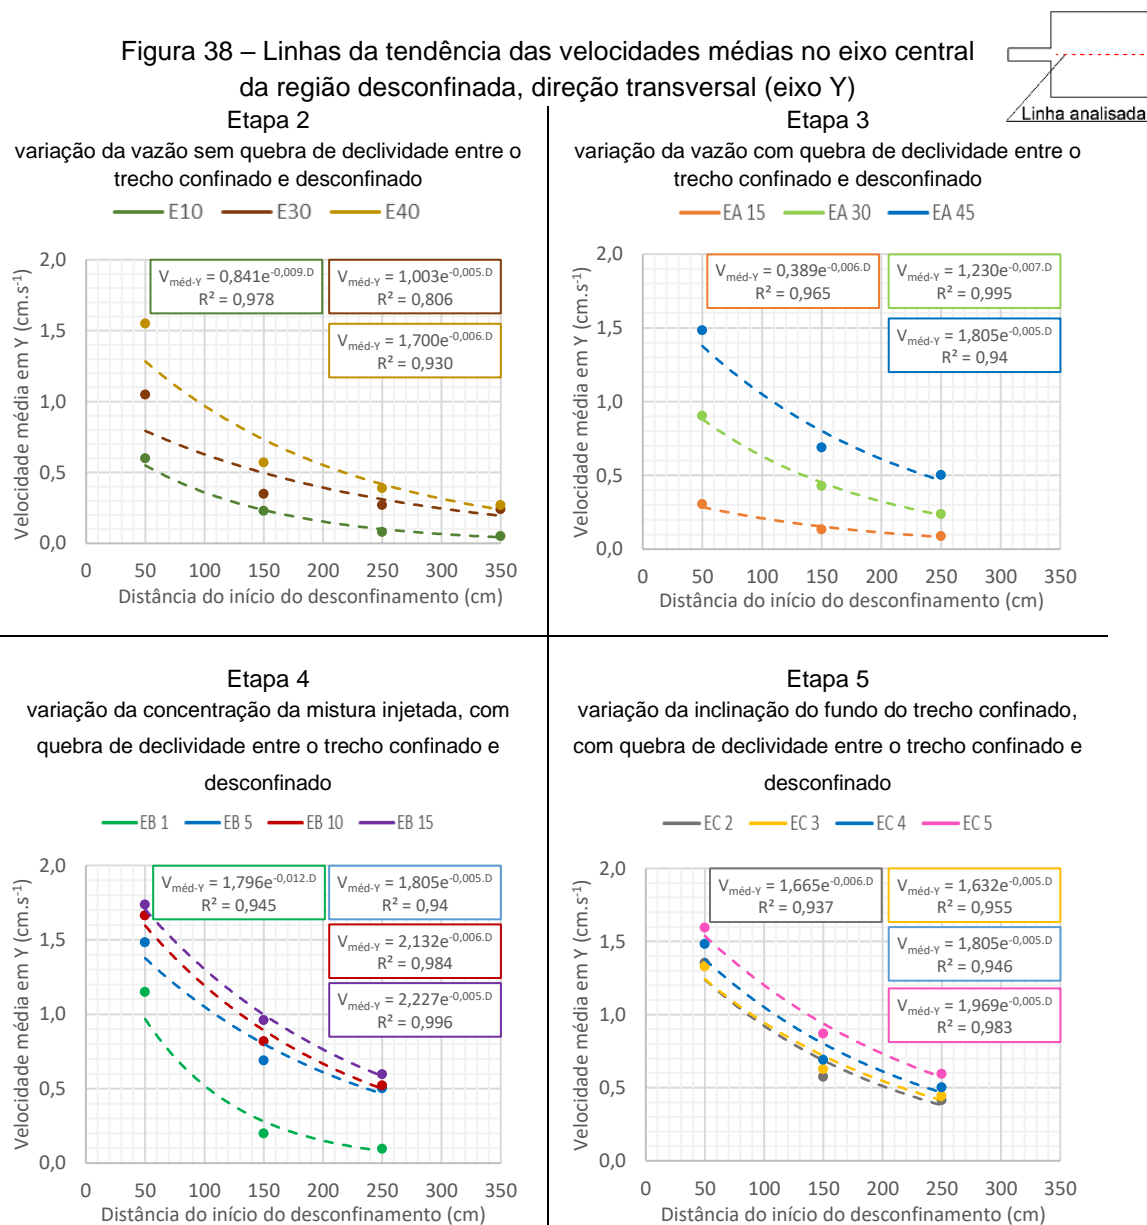 Figura 38 – Linhas da tendência das velocidades médias no eixo central
da região desconfinada, direção transversal (eixo Y)
Linha analisada
Etapa 2
variação da vazão sem quebra de declividade entre o
trecho confinado e desconfinado
E10 E30 E40
Velocidade média em Y (cm.s⁻¹)
2,0
1,5
1,0
0,5
0,0
V_méd-Y = 0,841e^-0,009.D
R² = 0,978
V_méd-Y = 1,003e^-0,005.D
R² = 0,806
V_méd-Y = 1,700e^-0,006.D
R² = 0,930
0 50 100 150 200 250 300 350
Distância do início do desconfinamento (cm)
Etapa 3
variação da vazão com quebra de declividade entre o
trecho confinado e desconfinado
EA 15 EA 30 EA 45
Velocidade média em Y (cm.s⁻¹)
2,0
1,5
1,0
0,5
0,0
V_méd-Y = 0,389e^-0,006.D
R² = 0,965
V_méd-Y = 1,230e^-0,007.D
R² = 0,995
V_méd-Y = 1,805e^-0,005.D
R² = 0,94
0 50 100 150 200 250 300 350
Distância do início do desconfinamento (cm)
Etapa 4
variação da concentração da mistura injetada, com
quebra de declividade entre o trecho confinado e
desconfinado
EB 1 EB 5 EB 10 EB 15
Velocidade média em Y (cm.s⁻¹)
2,0
1,5
1,0
0,5
0,0
V_méd-Y = 1,796e^-0,012.D
R² = 0,945
V_méd-Y = 1,805e^-0,005.D
R² = 0,94
V_méd-Y = 2,132e^-0,006.D
R² = 0,984
V_méd-Y = 2,227e^-0,005.D
R² = 0,996
0 50 100 150 200 250 300 350
Distância do início do desconfinamento (cm)
Etapa 5
variação da inclinação do fundo do trecho confinado,
com quebra de declividade entre o trecho confinado e
desconfinado
EC 2 EC 3 EC 4 EC 5
Velocidade média em Y (cm.s⁻¹)
2,0
1,5
1,0
0,5
0,0
V_méd-Y = 1,665e^-0,006.D
R² = 0,937
V_méd-Y = 1,632e^-0,005.D
R² = 0,955
V_méd-Y = 1,805e^-0,005.D
R² = 0,946
V_méd-Y = 1,969e^-0,005.D
R² = 0,983
0 50 100 150 200 250 300 350
Distância do início do desconfinamento (cm)